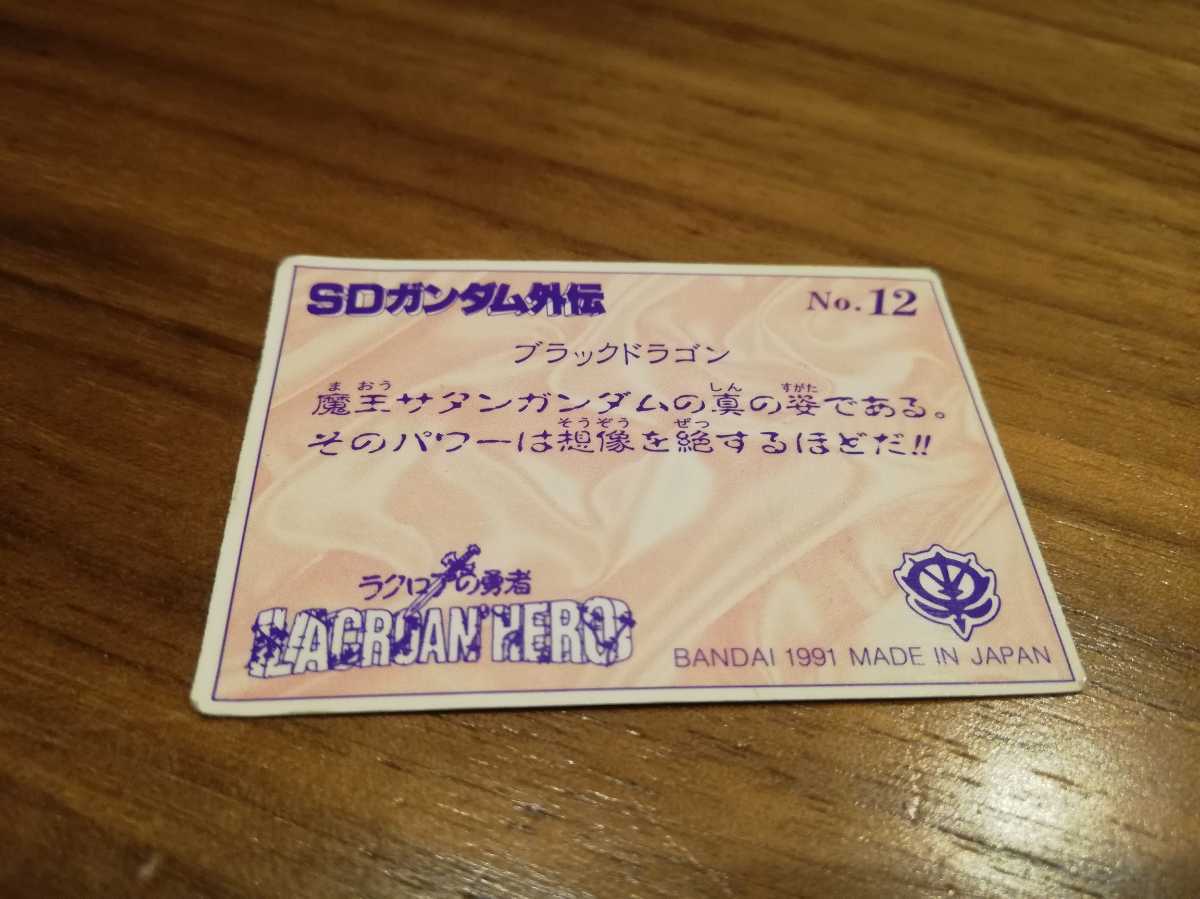 SDガンダム外伝
No.12
ブラックドラゴン
まおう しん すがた
魔王サタンガンダムの真の姿である。
そうぞう ぜっ
そのパワーは想像を絶するほどだ!!
ラクロアの勇者
LACROAN HERO
BANDAI 1991 MADE IN JAPAN